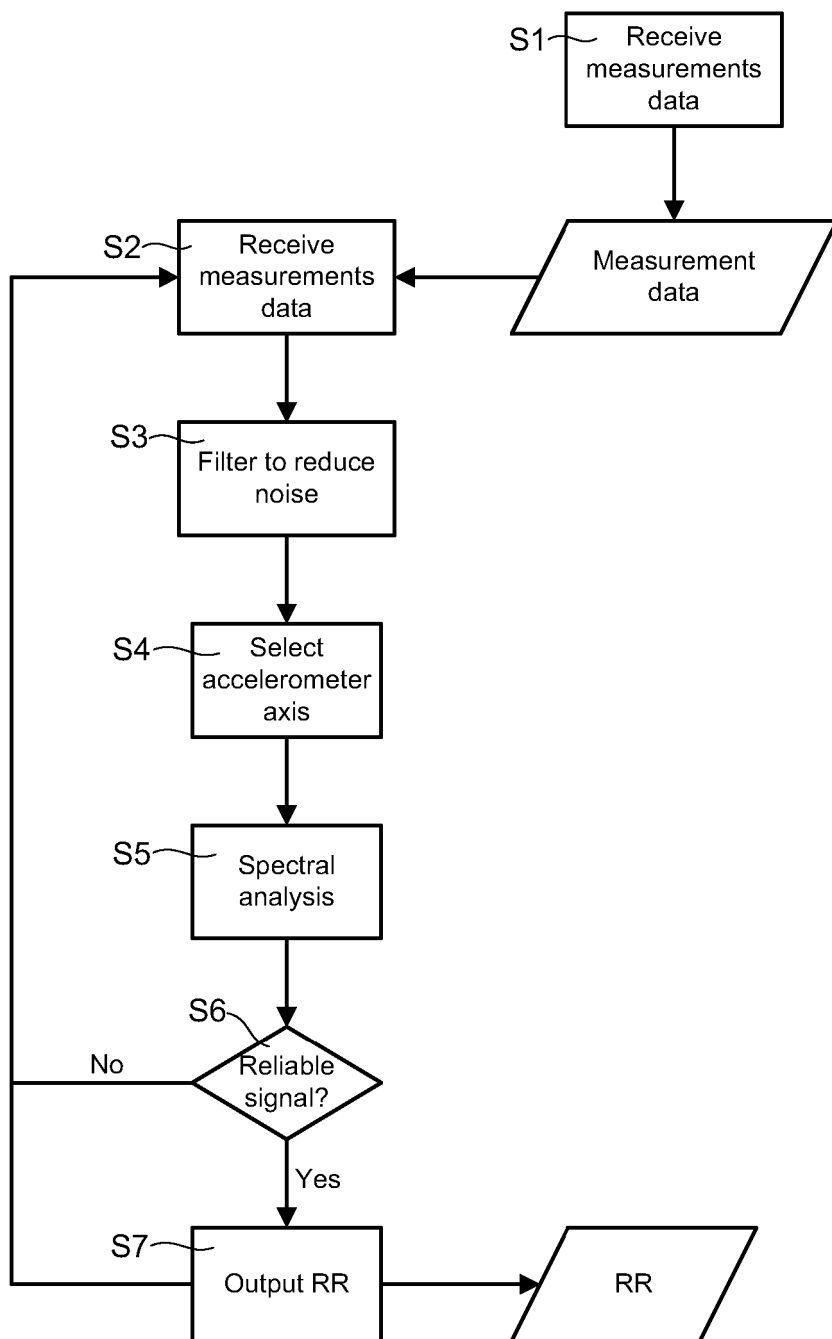 S1
Receive
measurements
data
S2
Receive
measurements
data
Measurement
data
S3
Filter to reduce
noise
S4
Select
accelerometer
axis
S5
Spectral
analysis
S6
Reliable
signal?
No
Yes
S7
Output RR
RR